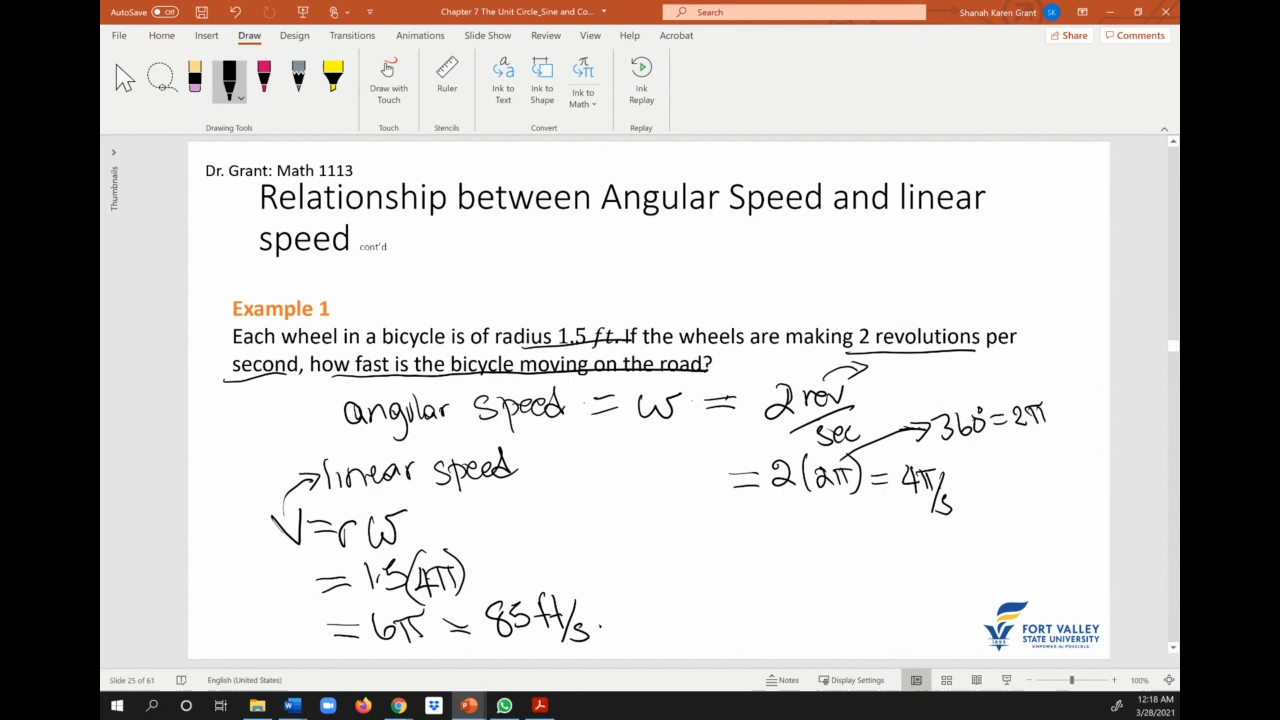 AutoSave Off Chapter 7 The Unit Circle_Sine and Co... Search Shanah Karen Grant SK
File Home Insert Draw Design Transitions Animations Slide Show Review View Help Acrobat Share Comments
Draw with Touch Ruler Ink to Text Ink to Shape Ink to Math Ink Replay
Drawing Tools Touch Stencils Convert Replay
Thumbnails
Dr. Grant: Math 1113
Relationship between Angular Speed and linear
speed cont'd
Example 1
Each wheel in a bicycle is of radius 1.5 ft. If the wheels are making 2 revolutions per
second, how fast is the bicycle moving on the road?
angular speed = ω = 2 rev/sec
360° = 2π
linear speed
= 2(2π) = 4π/s
V = rω
= 1.5(4π)
= 6π = 85 ft/s.
FORT VALLEY
STATE UNIVERSITY
EMPOWER the POSSIBLE.
Slide 25 of 61 English (United States) Notes Display Settings 100%
12:18 AM
3/28/2021